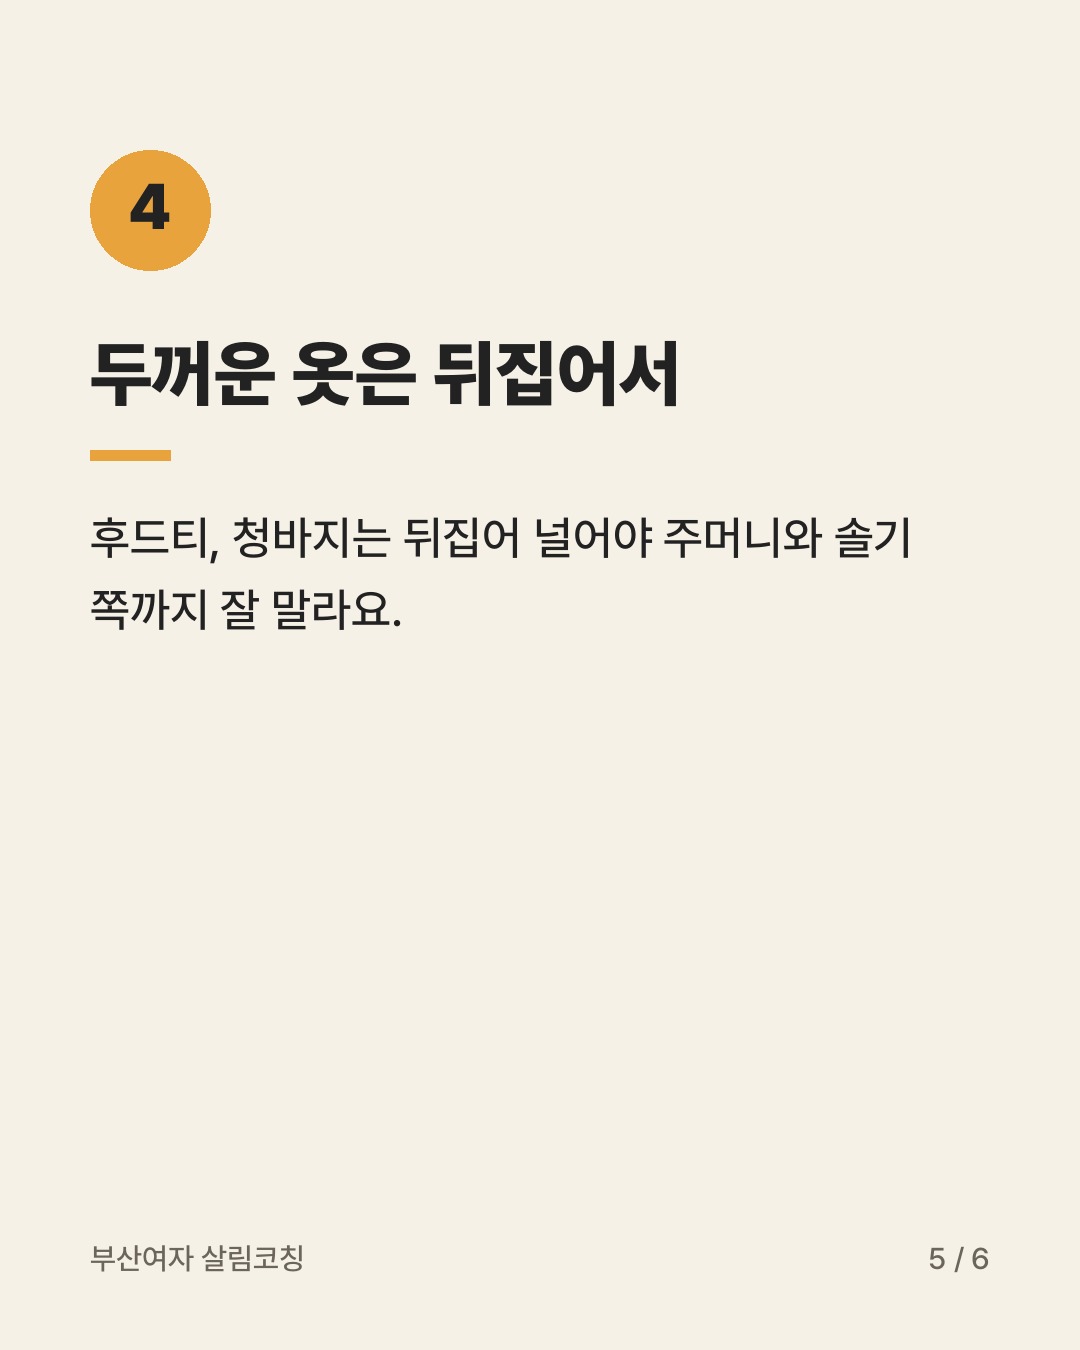 4
두꺼운 옷은 뒤집어서
후드티, 청바지는 뒤집어 널어야 주머니와 솔기
쪽까지 잘 말라요.
부산여자 살림코칭
5 / 6